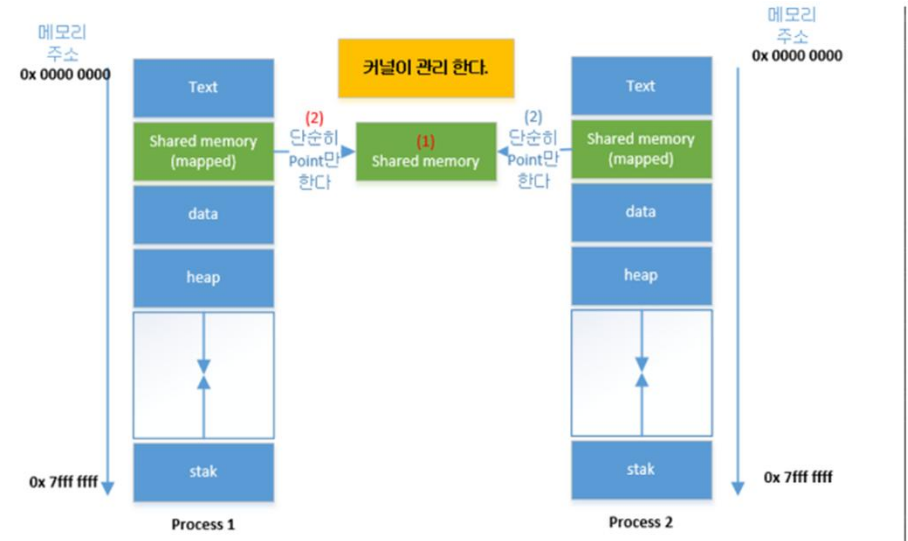 메모리
주소
0x 0000 0000
Text
Shared memory
(mapped)
data
heap
stak
0x 7fff ffff
Process 1
커널이 관리 한다.
(2)
단순히
Point만
한다
(1)
Shared memory
(2)
단순히
Point만
한다
메모리
주소
0x 0000 0000
Text
Shared memory
(mapped)
data
heap
stak
0x 7fff ffff
Process 2